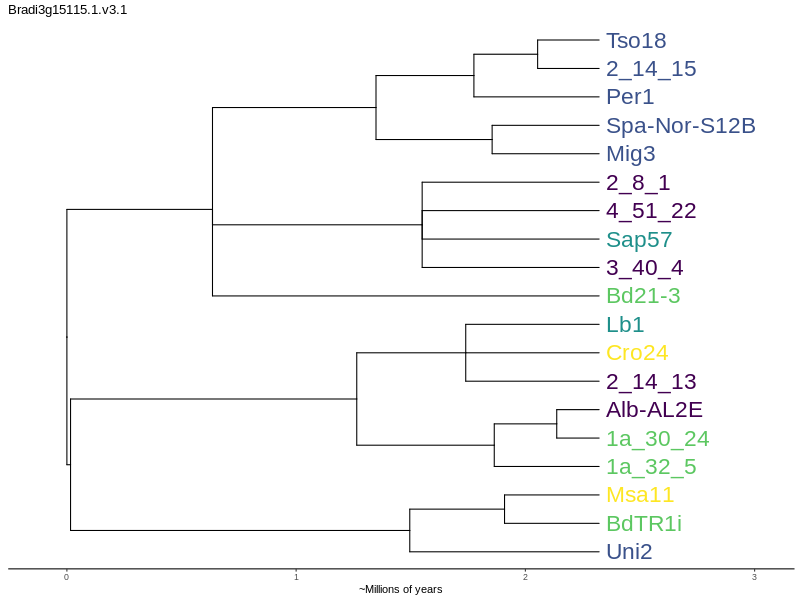 Bradi3g15115.1.v3.1
Tso18
2_14_15
Per1
Spa-Nor-S12B
Mig3
2_8_1
4_51_22
Sap57
3_40_4
Bd21-3
Lb1
Cro24
2_14_13
Alb-AL2E
1a_30_24
1a_32_5
Msa11
BdTR1i
Uni2
0 1 2 3
~Millions of years